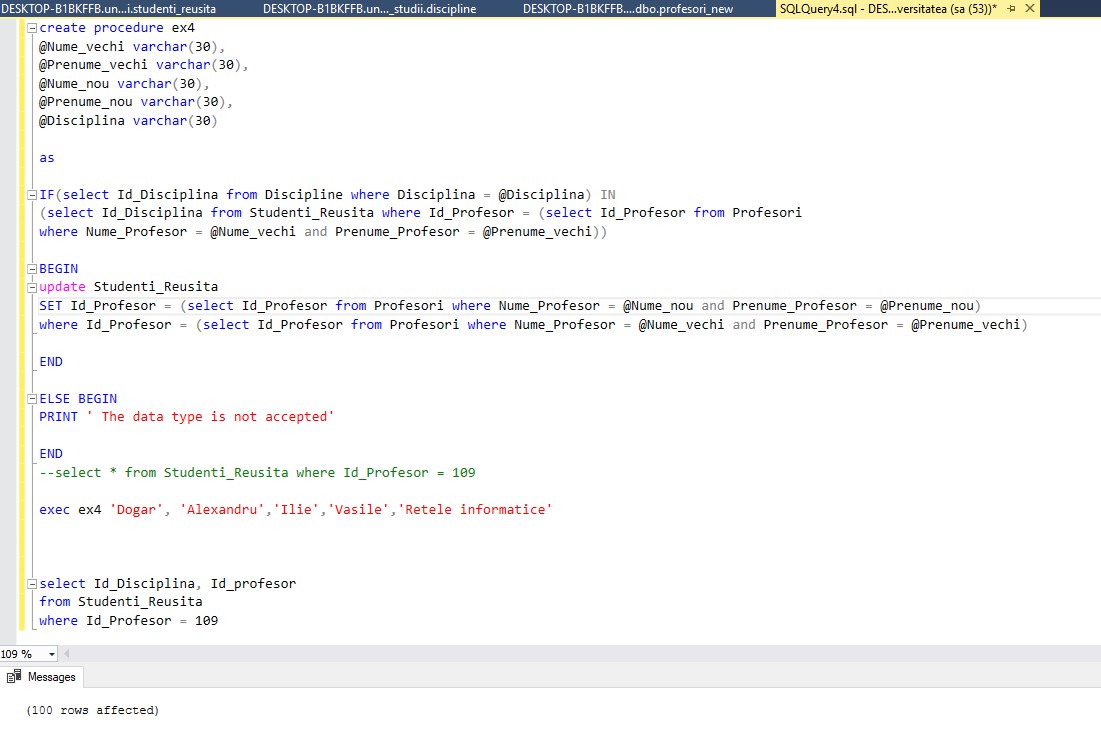 DESKTOP-B1BKFFB.un...i.studenti_reusita DESKTOP-B1BKFFB.un..._studii.discipline DESKTOP-B1BKFFB....dbo.profesori_new SQLQuery4.sql - DES...versitatea (sa (53))*
create procedure ex4
@Nume_vechi varchar(30),
@Prenume_vechi varchar(30),
@Nume_nou varchar(30),
@Prenume_nou varchar(30),
@Disciplina varchar(30)
as
IF(select Id_Disciplina from Discipline where Disciplina = @Disciplina) IN
(select Id_Disciplina from Studenti_Reusita where Id_Profesor = (select Id_Profesor from Profesori
where Nume_Profesor = @Nume_vechi and Prenume_Profesor = @Prenume_vechi))
BEGIN
update Studenti_Reusita
SET Id_Profesor = (select Id_Profesor from Profesori where Nume_Profesor = @Nume_nou and Prenume_Profesor = @Prenume_nou)
where Id_Profesor = (select Id_Profesor from Profesori where Nume_Profesor = @Nume_vechi and Prenume_Profesor = @Prenume_vechi)
END
ELSE BEGIN
PRINT ' The data type is not accepted'
END
--select * from Studenti_Reusita where Id_Profesor = 109
exec ex4 'Dogar', 'Alexandru','Ilie','Vasile','Retele informatice'
select Id_Disciplina, Id_profesor
from Studenti_Reusita
where Id_Profesor = 109
109 %
Messages
(100 rows affected)